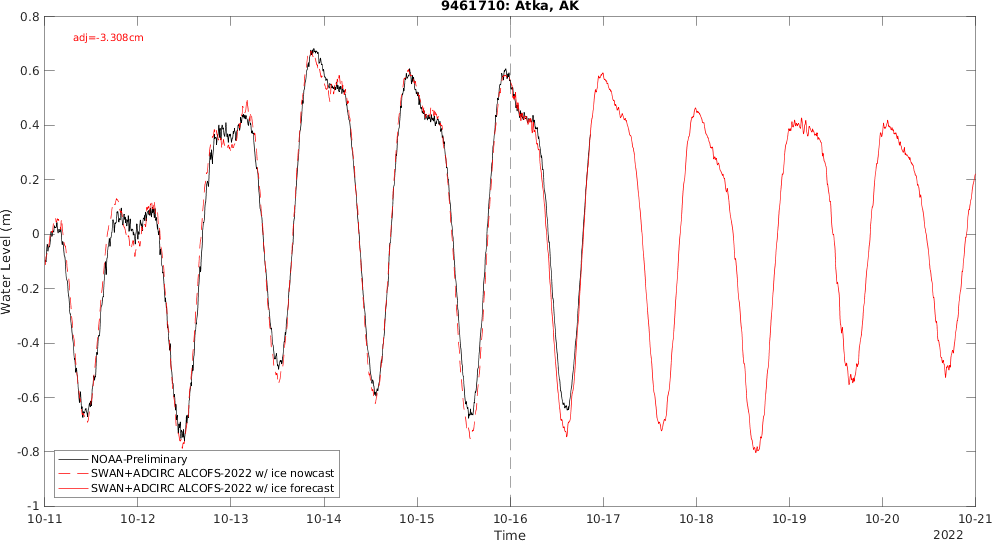 9461710: Atka, AK
adj=-3.308cm
0.8
0.6
0.4
0.2
0
-0.2
-0.4
-0.6
-0.8
-1
Water Level (m)
NOAA-Preliminary
SWAN+ADCIRC ALCOFS-2022 w/ ice nowcast
SWAN+ADCIRC ALCOFS-2022 w/ ice forecast
10-11 10-12 10-13 10-14 10-15 10-16 10-17 10-18 10-19 10-20 10-21
Time
2022